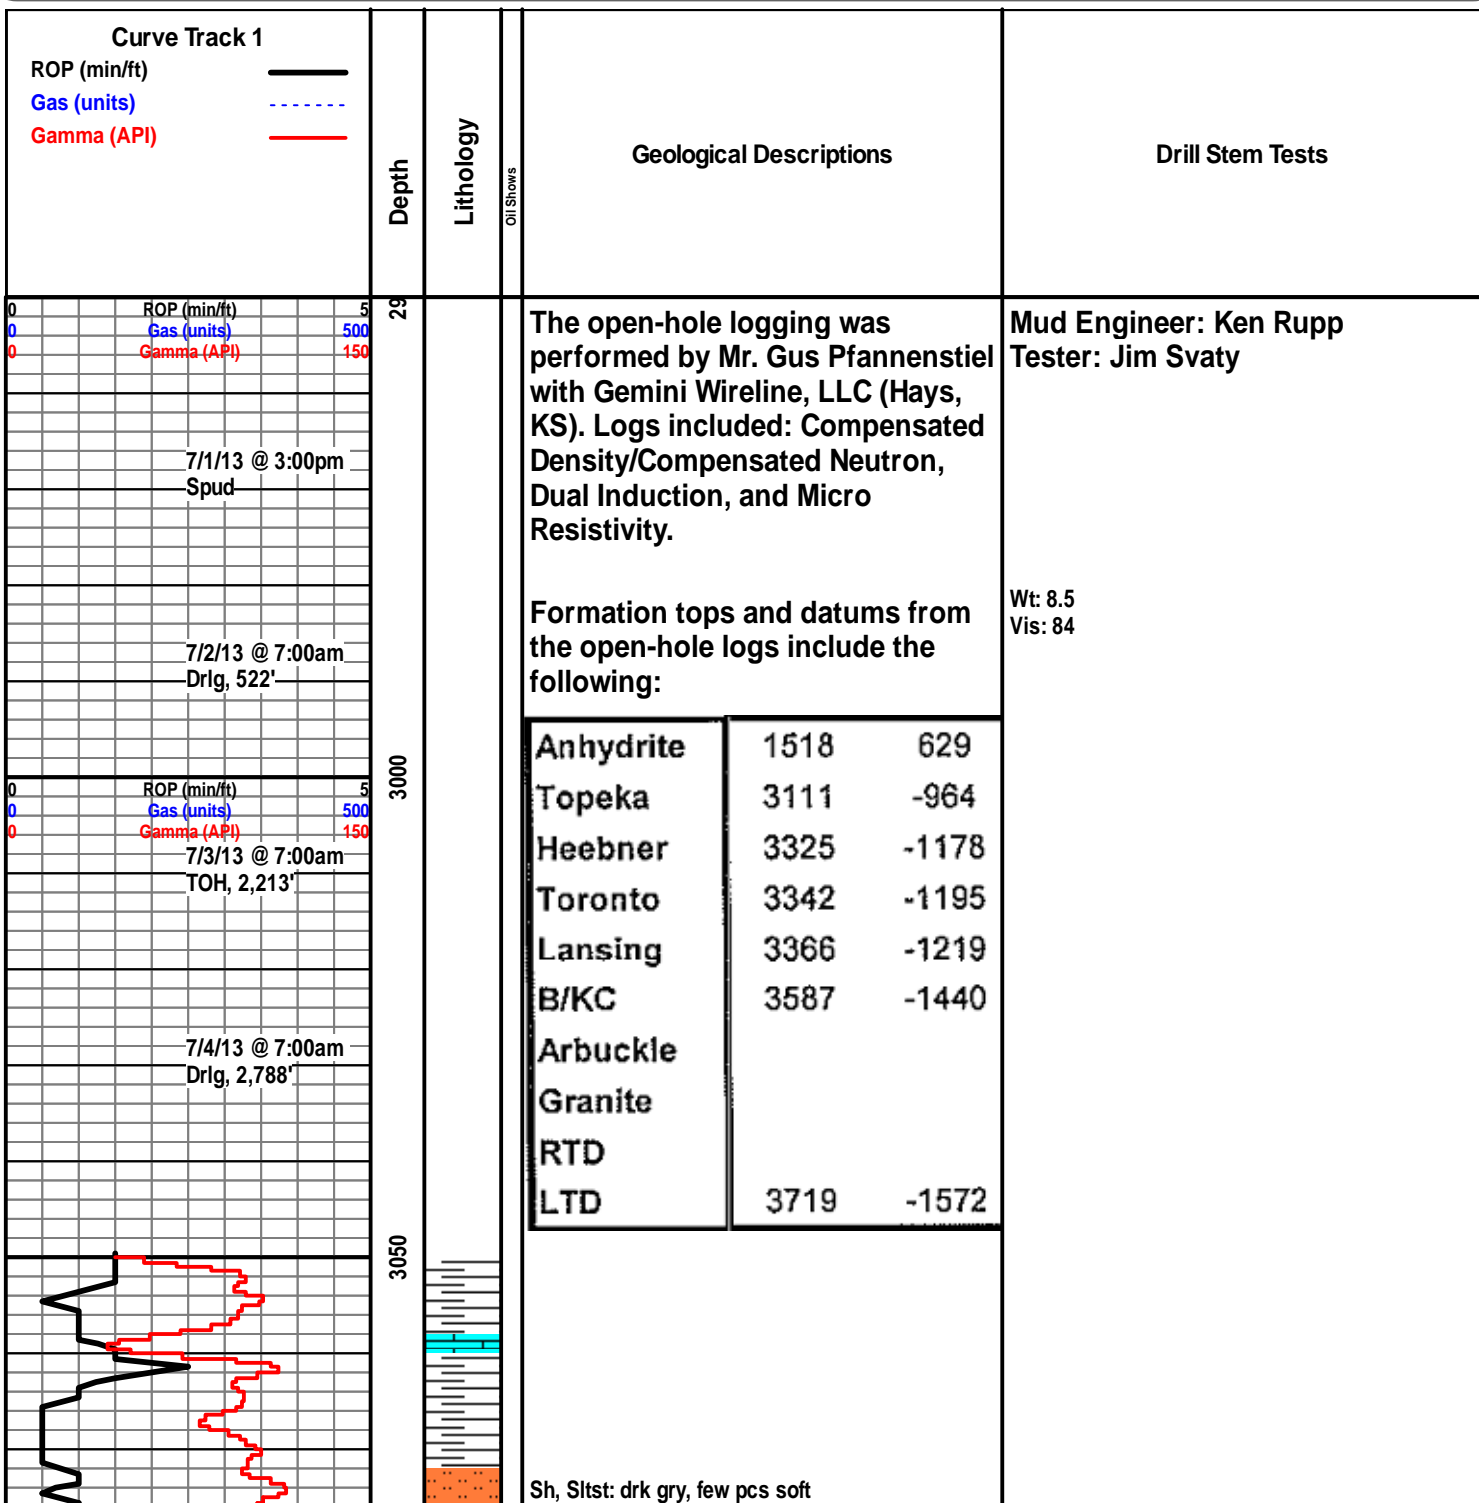 Curve Track 1
ROP (min/ft)
Gas (units)
Gamma (API)
Depth
Lithology
Oil Shows
Geological Descriptions
Drill Stem Tests
0 ROP (min/ft) 5
0 Gas (units) 500
0 Gamma (API) 150
29
7/1/13 @ 3:00pm
Spud
7/2/13 @ 7:00am
Drlg, 522'
3000
0 ROP (min/ft) 5
0 Gas (units) 500
0 Gamma (API) 150
7/3/13 @ 7:00am
TOH, 2,213'
7/4/13 @ 7:00am
Drlg, 2,788'
3050
The open-hole logging was
performed by Mr. Gus Pfannenstiel
with Gemini Wireline, LLC (Hays,
KS). Logs included: Compensated
Density/Compensated Neutron,
Dual Induction, and Micro
Resistivity.
Formation tops and datums from
the open-hole logs include the
following:
Anhydrite 1518 629
Topeka 3111 -964
Heebner 3325 -1178
Toronto 3342 -1195
Lansing 3366 -1219
B/KC 3587 -1440
Arbuckle
Granite
RTD
LTD 3719 -1572
Sh, Sltst: drk gry, few pcs soft
Mud Engineer: Ken Rupp
Tester: Jim Svaty
Wt: 8.5
Vis: 84